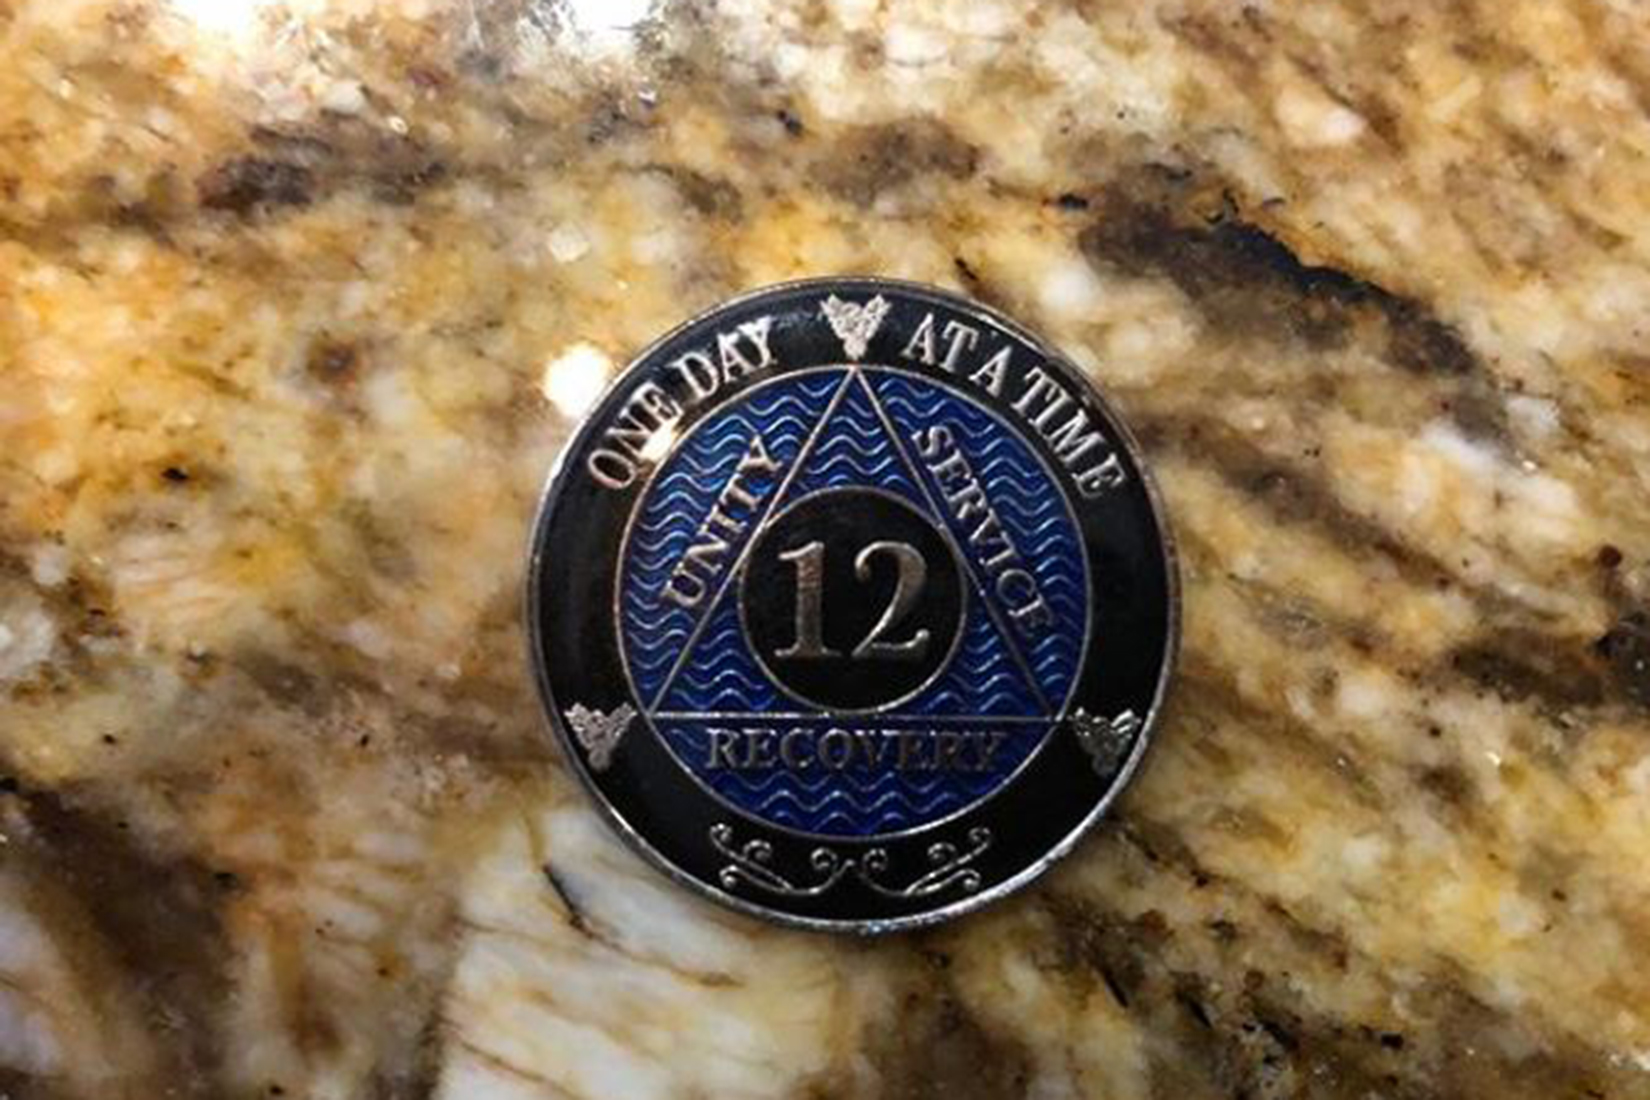 ONE DAY AT A TIME
UNITY
SERVICE
12
RECOVERY